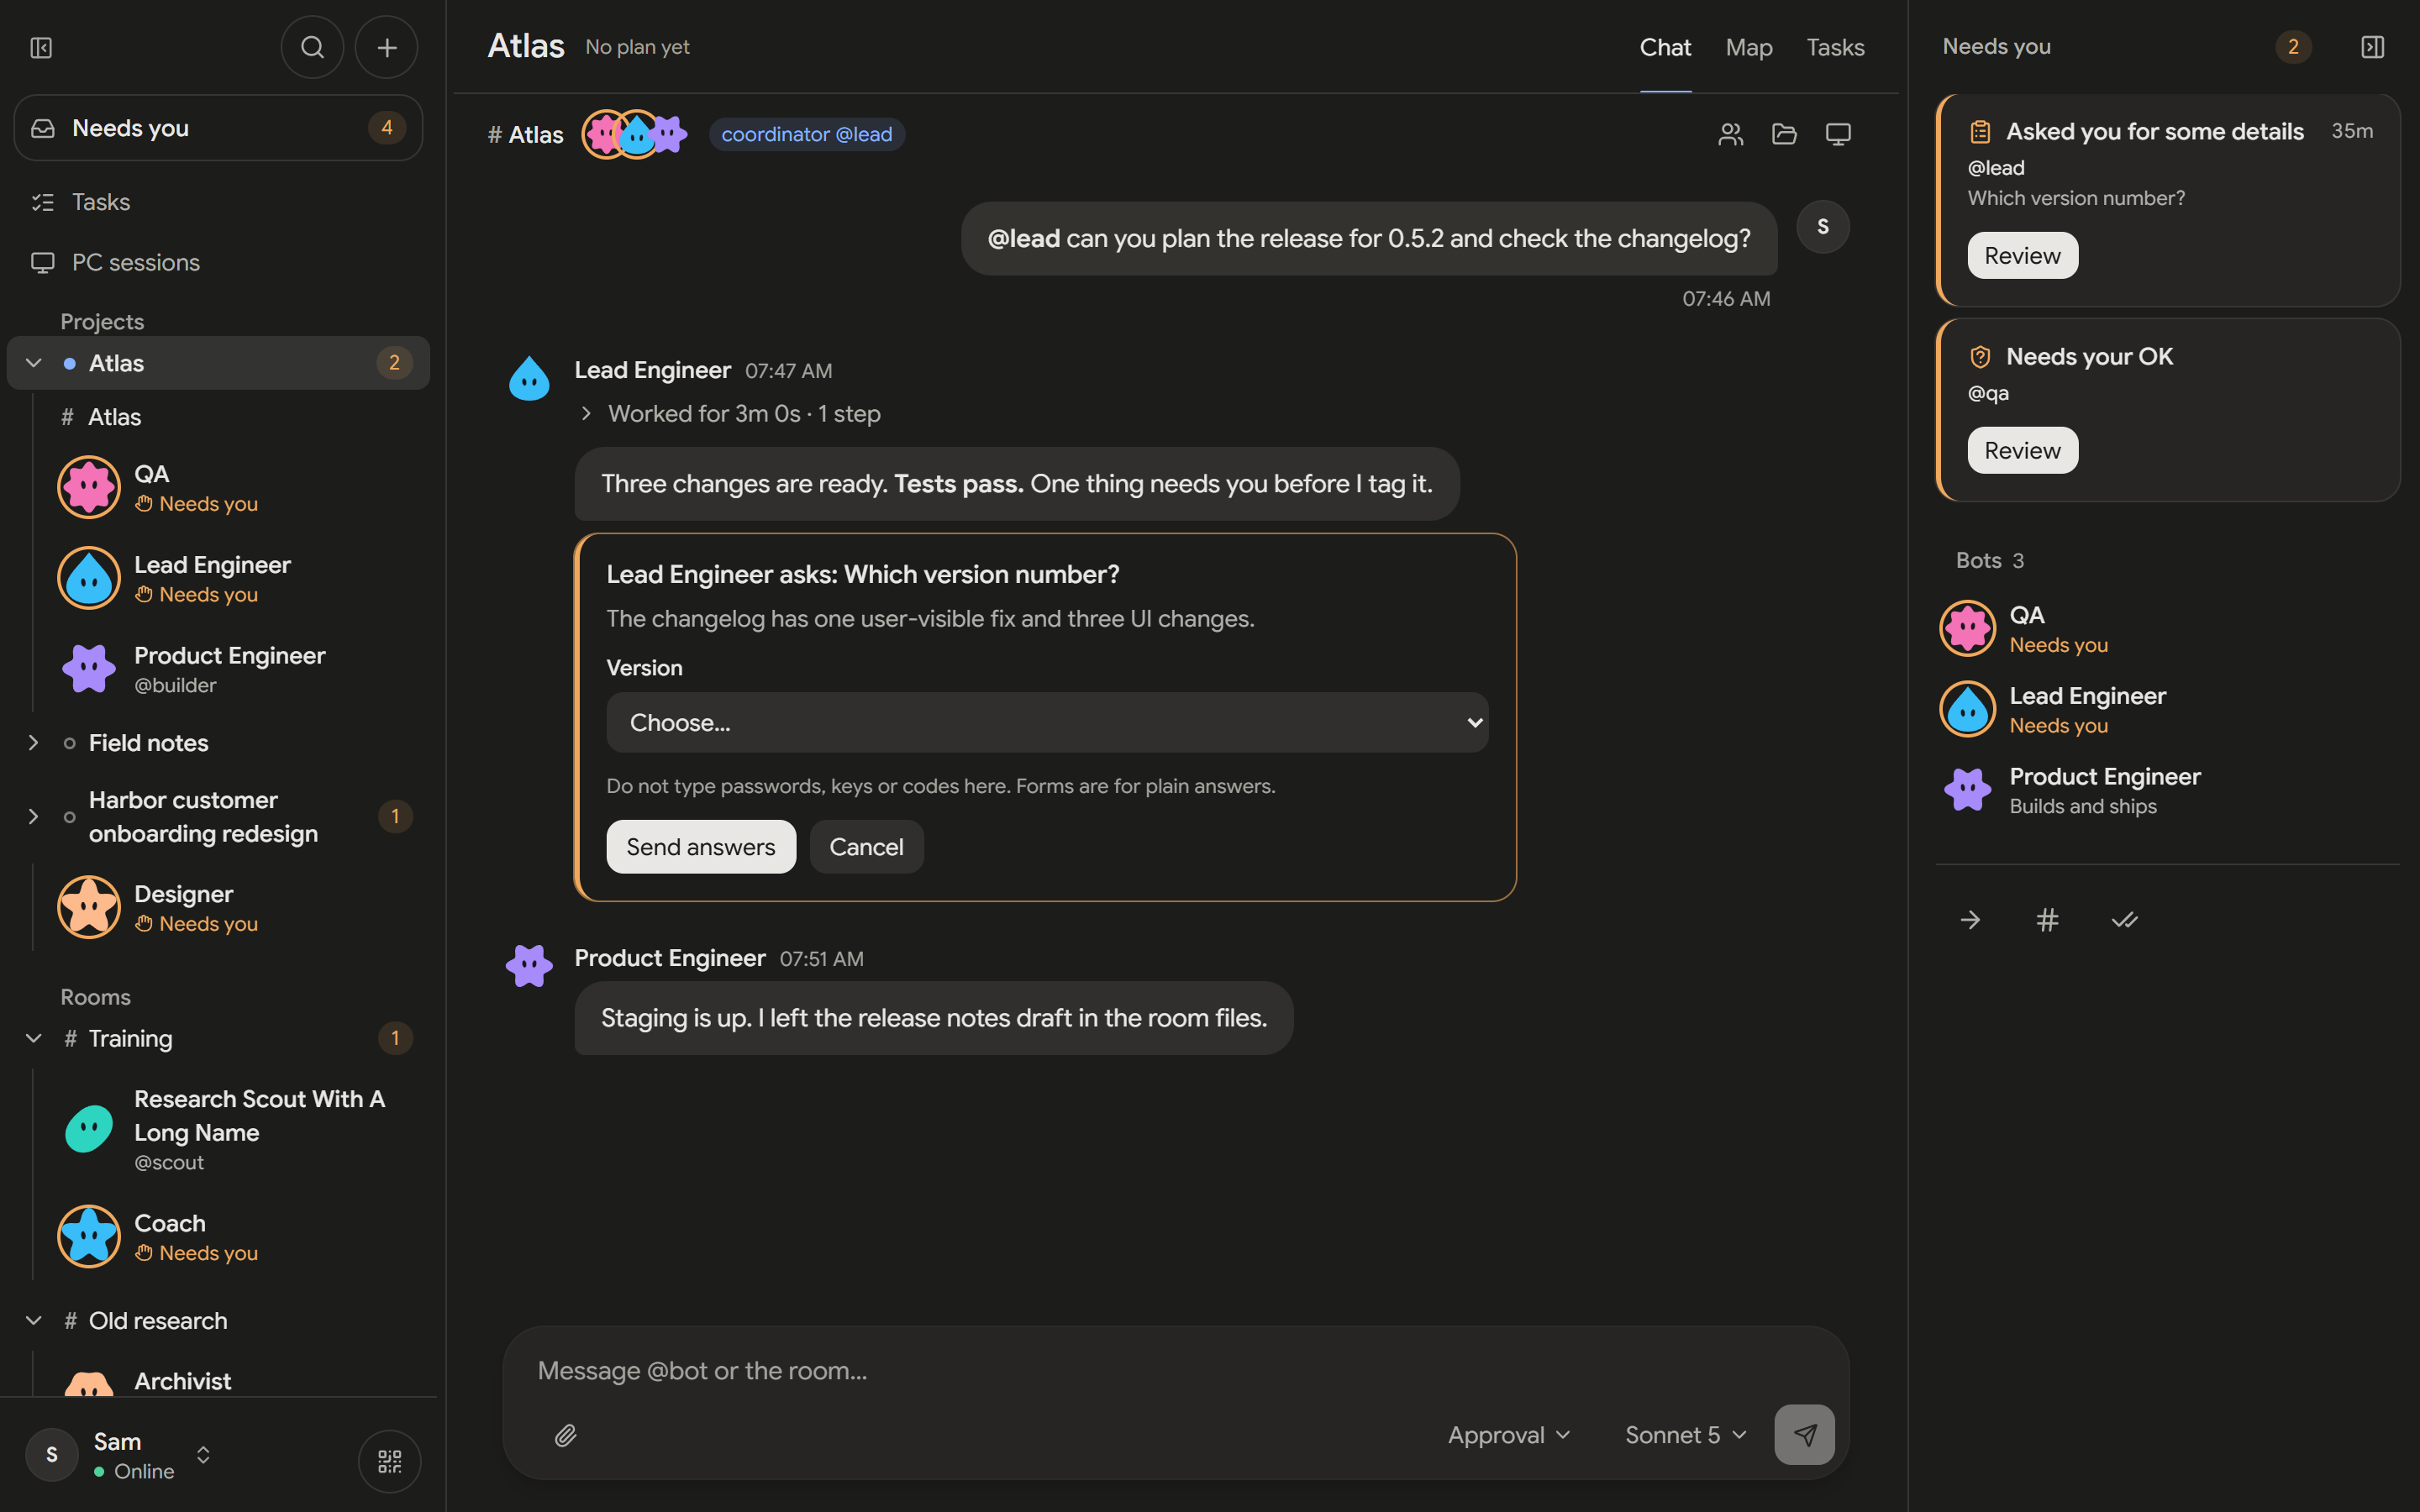 Needs you
4
Tasks
PC sessions
Projects
Atlas
2
# Atlas
QA
Needs you
Lead Engineer
Needs you
Product Engineer
@builder
Field notes
Harbor customer
onboarding redesign
1
Designer
Needs you
Rooms
# Training
1
Research Scout With A
Long Name
@scout
Coach
Needs you
# Old research
Archivist
S
Sam
Online
Atlas
No plan yet
Chat
Map
Tasks
# Atlas
coordinator @lead
@lead can you plan the release for 0.5.2 and check the changelog?
S
07:46 AM
Lead Engineer 07:47 AM
Worked for 3m 0s · 1 step
Three changes are ready. Tests pass. One thing needs you before I tag it.
Lead Engineer asks: Which version number?
The changelog has one user-visible fix and three UI changes.
Version
Choose...
Do not type passwords, keys or codes here. Forms are for plain answers.
Send answers
Cancel
Product Engineer 07:51 AM
Staging is up. I left the release notes draft in the room files.
Message @bot or the room...
Approval
Sonnet 5
Needs you
2
Asked you for some details 35m
@lead
Which version number?
Review
Needs your OK
@qa
Review
Bots 3
QA
Needs you
Lead Engineer
Needs you
Product Engineer
Builds and ships
#